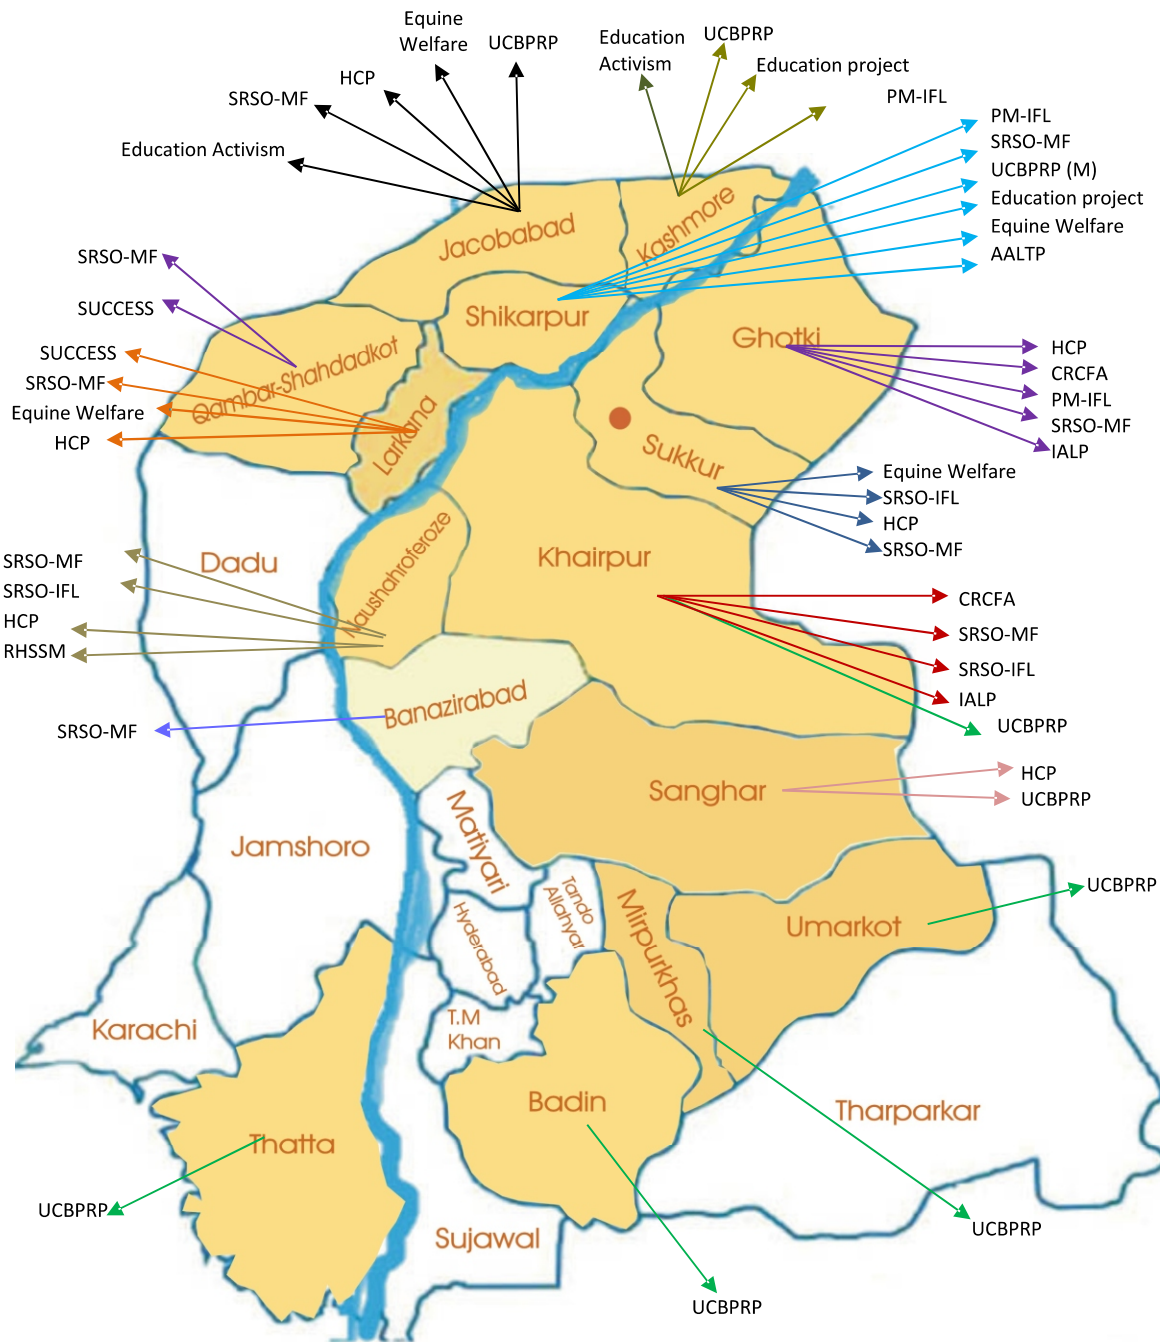 Equine
Welfare
UCBPRP
HCP
SRSO-MF
Education Activism
Education
Activism
UCBPRP
Education project
PM-IFL
PM-IFL
SRSO-MF
UCBPRP (M)
Education project
Equine Welfare
AALTP
Jacobabad
Kashmore
SRSO-MF
SUCCESS
Shikarpur
Ghotki
HCP
CRCFA
PM-IFL
SRSO-MF
IALP
SUCCESS
SRSO-MF
Equine Welfare
HCP
Qambar-Shahdadkot
Larkana
Sukkur
Equine Welfare
SRSO-IFL
HCP
SRSO-MF
Dadu
Naushahroferoze
Khairpur
SRSO-MF
SRSO-IFL
HCP
RHSSM
CRCFA
SRSO-MF
SRSO-IFL
IALP
UCBPRP
Banazirabad
SRSO-MF
Sanghar
HCP
UCBPRP
Jamshoro
Matiyari
Tando
Allahyar
Hyderabad
Mirpurkhas
Umarkot
UCBPRP
Karachi
T.M
Khan
Badin
Tharparkar
Thatta
UCBPRP
Sujawal
UCBPRP
UCBPRP